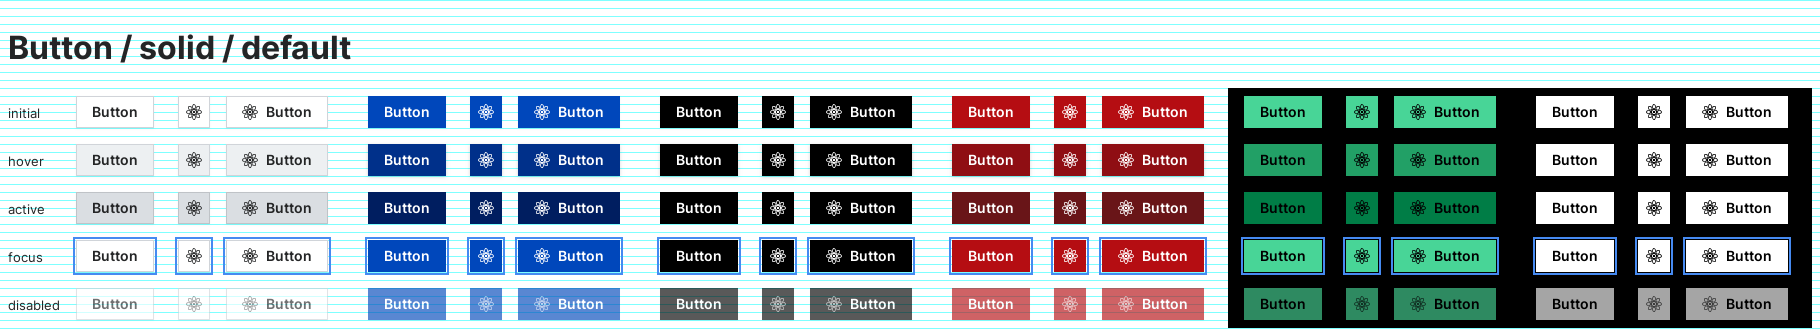 Button / solid / default
initial Button Button Button Button Button Button Button Button Button Button Button Button
hover Button Button Button Button Button Button Button Button Button Button Button Button
active Button Button Button Button Button Button Button Button Button Button Button Button
focus Button Button Button Button Button Button Button Button Button Button Button Button
disabled Button Button Button Button Button Button Button Button Button Button Button Button